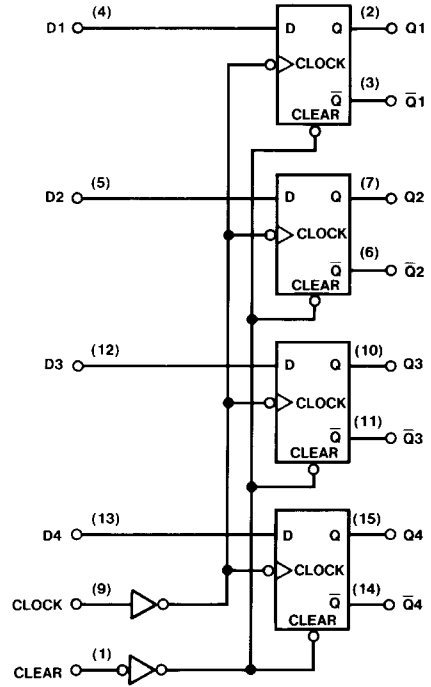 D1 (4) D Q (2) Q1
CLOCK
Q̅ (3) Q̅1
CLEAR
D2 (5) D Q (7) Q2
CLOCK
Q̅ (6) Q̅2
CLEAR
D3 (12) D Q (10) Q3
CLOCK
Q̅ (11) Q̅3
CLEAR
D4 (13) D Q (15) Q4
CLOCK
CLOCK (9) Q̅ (14) Q̅4
CLEAR
CLEAR (1)